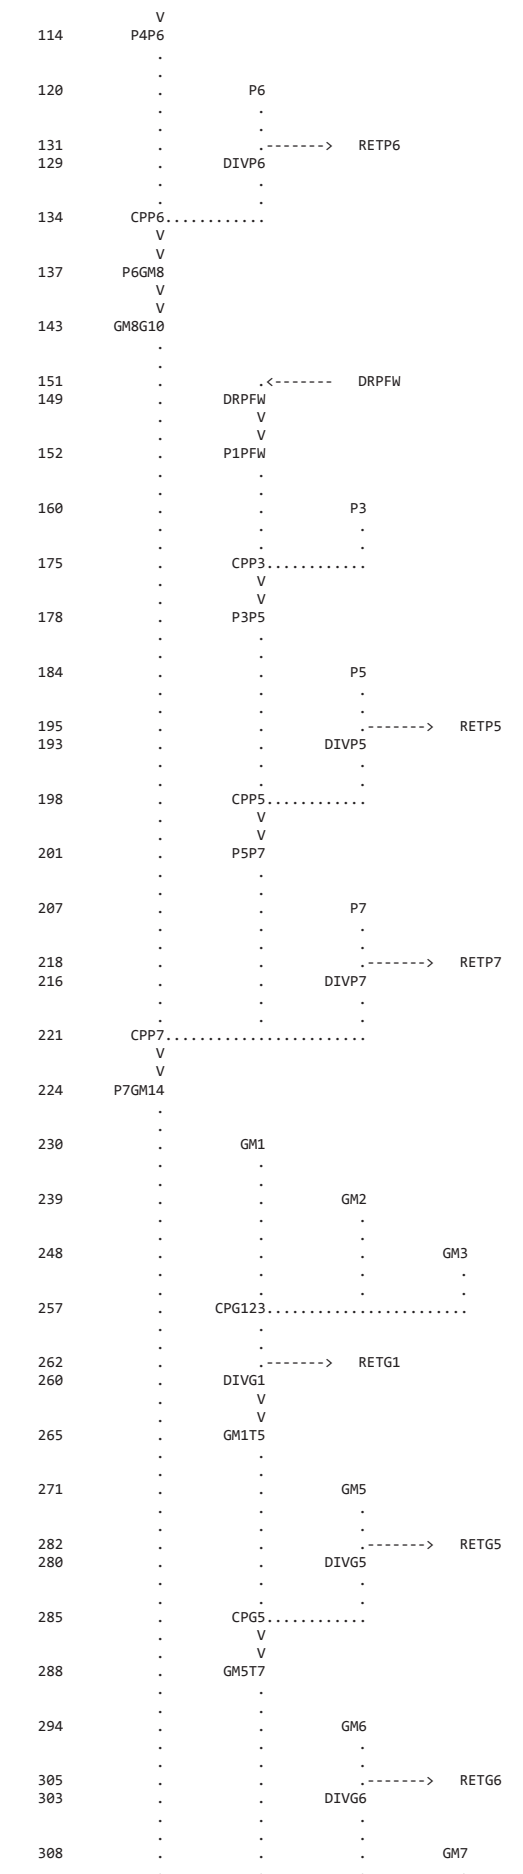 V
114 P4P6
.
.
120 . P6
. .
. .
131 . .-------> RETP6
129 . DIVP6
. .
. .
134 CPP6............
V
V
137 P6GM8
V
V
143 GM8G10
.
.
151 . .<------- DRPFW
149 . DRPFW
. V
. V
152 . P1PFW
. .
. .
160 . . P3
. . .
. . .
175 . CPP3............
. V
. V
178 . P3P5
. .
. .
184 . . P5
. . .
. . .
195 . . .-------> RETP5
193 . . DIVP5
. . .
. . .
198 . CPP5............
. V
. V
201 . P5P7
. .
. .
207 . . P7
. . .
. . .
218 . . .-------> RETP7
216 . . DIVP7
. . .
. . .
221 CPP7........................
V
V
224 P7GM14
.
.
230 . GM1
. .
. .
239 . . GM2
. . .
. . .
248 . . . GM3
. . . .
. . . .
257 . CPG123........................
. .
. .
262 . .-------> RETG1
260 . DIVG1
. V
. V
265 . GM1T5
. .
. .
271 . . GM5
. . .
. . .
282 . . .-------> RETG5
280 . . DIVG5
. . .
. . .
285 . CPG5............
. V
. V
288 . GM5T7
. .
. .
294 . . GM6
. . .
. . .
305 . . .-------> RETG6
303 . . DIVG6
. . .
. . .
308 . . . GM7